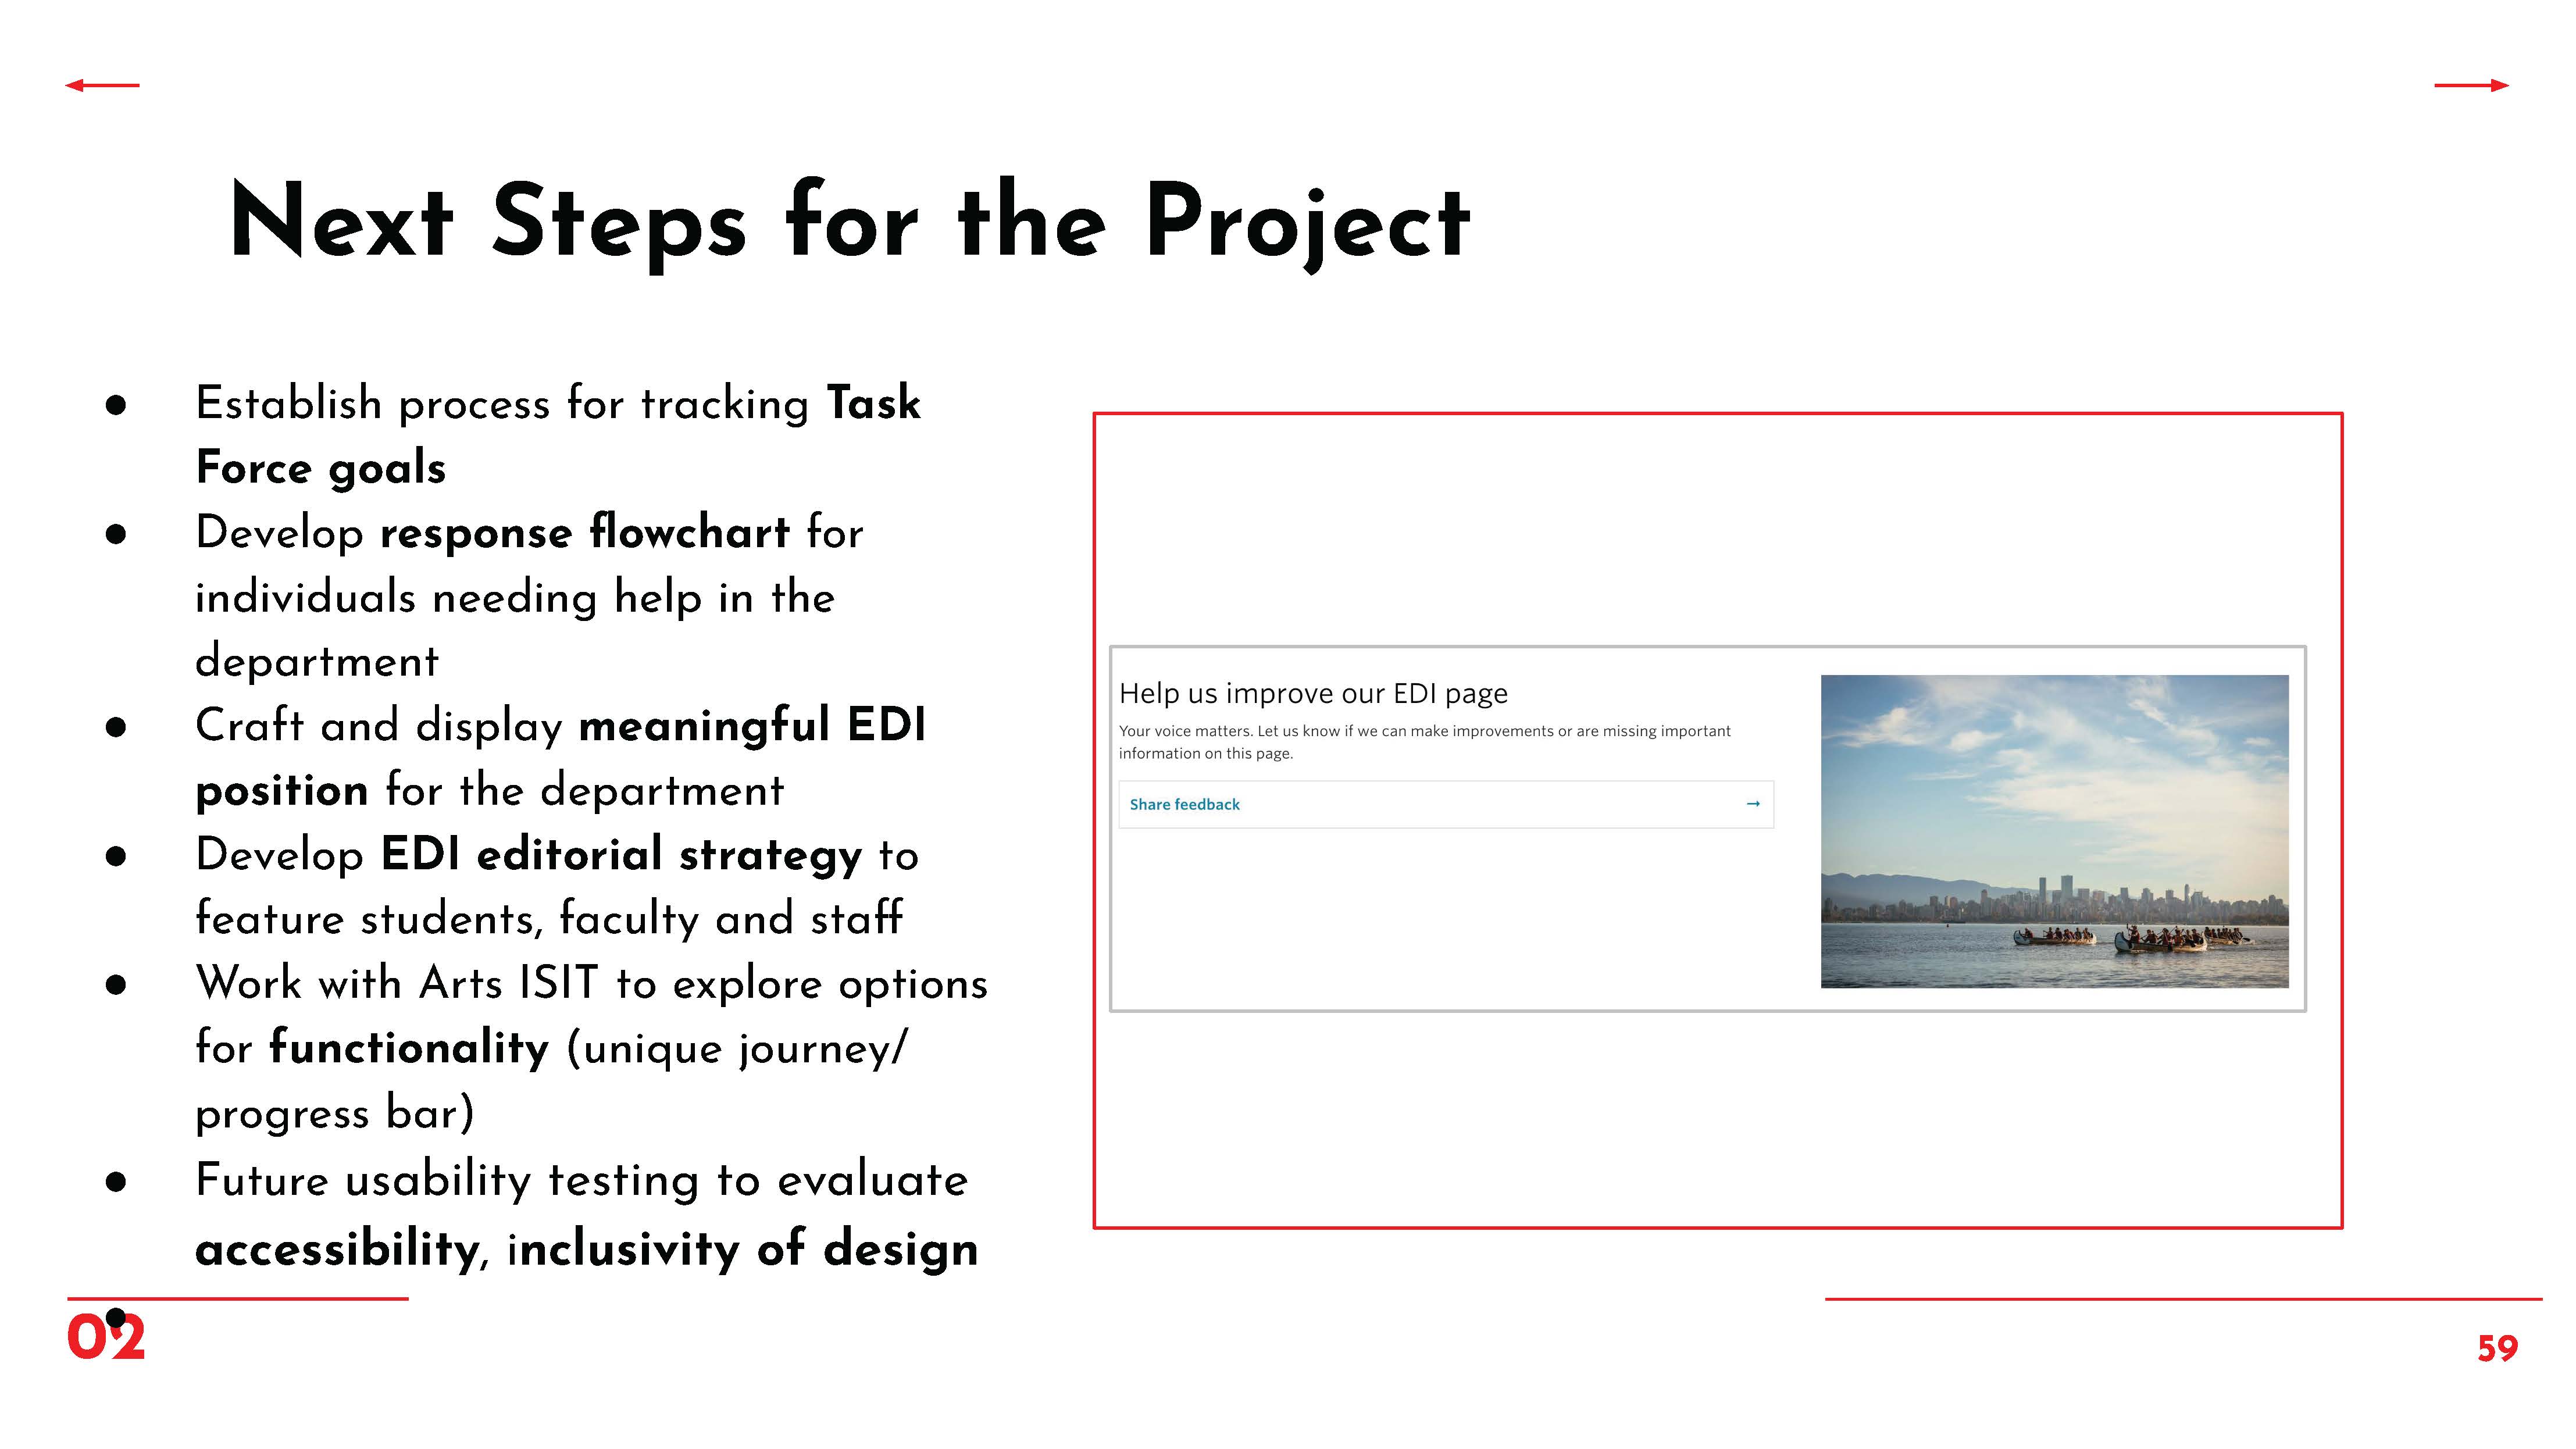 Next Steps for the Project
● Establish process for tracking Task
Force goals
● Develop response flowchart for
individuals needing help in the
department
● Craft and display meaningful EDI
position for the department
● Develop EDI editorial strategy to
feature students, faculty and staff
● Work with Arts ISIT to explore options
for functionality (unique journey/
progress bar)
● Future usability testing to evaluate
accessibility, inclusivity of design
●
Help us improve our EDI page
Your voice matters. Let us know if we can make improvements or are missing important
information on this page.
Share feedback →
02
59